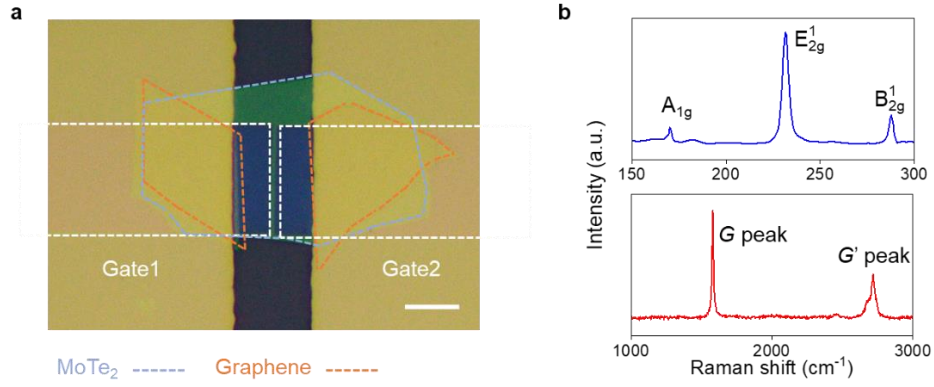 a
Gate1
Gate2
MoTe₂ ------
Graphene ------
b
Intensity (a.u.)
A₁g
E¹₂g
B¹₂g
150 200 250 300
G peak
G' peak
1000 2000 3000
Raman shift (cm⁻¹)